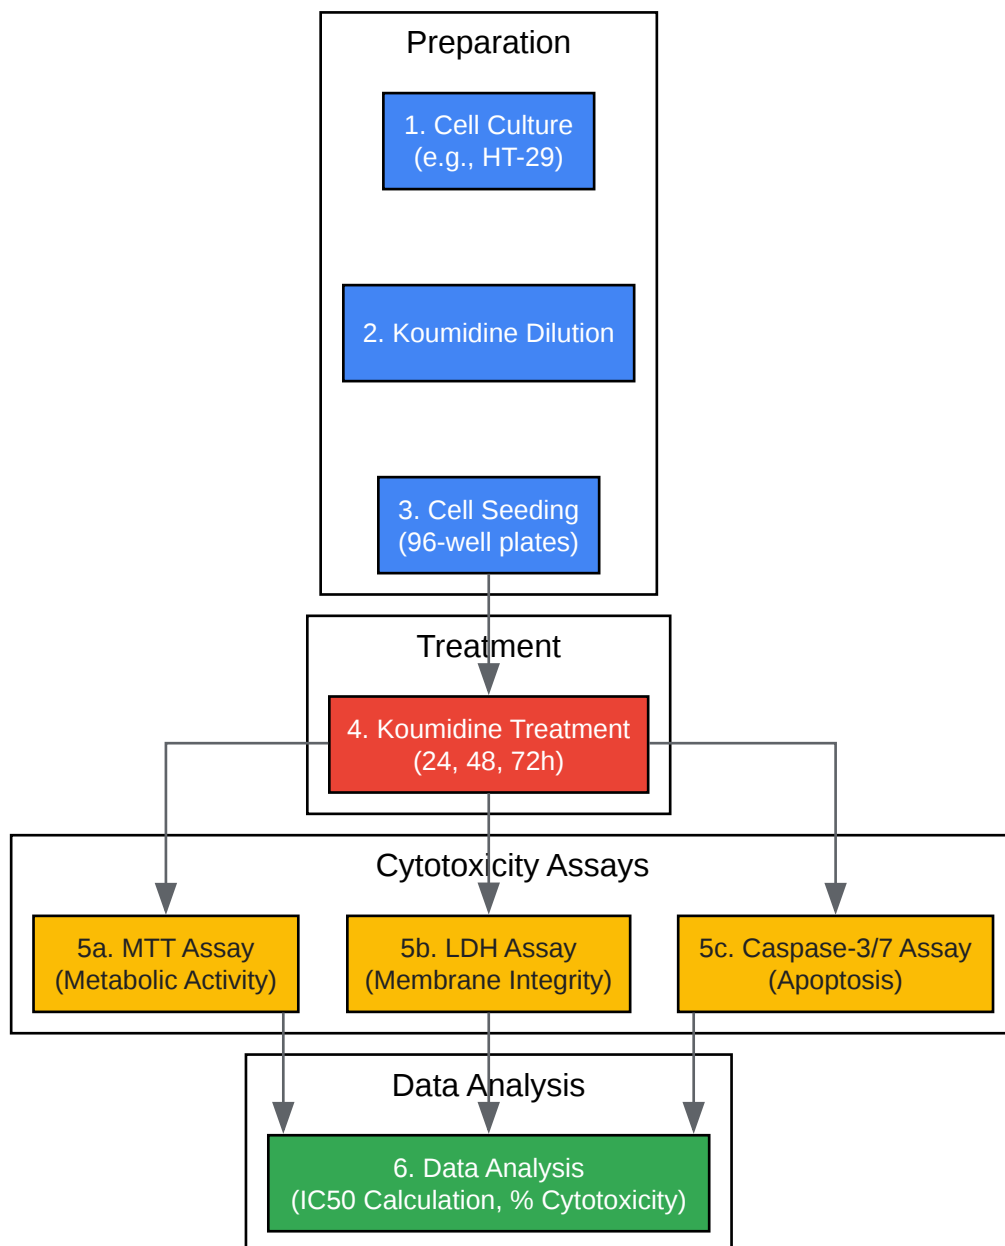 Preparation
1. Cell Culture
(e.g., HT-29)
2. Koumidine Dilution
3. Cell Seeding
(96-well plates)
Treatment
4. Koumidine Treatment
(24, 48, 72h)
Cytotoxicity Assays
5a. MTT Assay
(Metabolic Activity)
5b. LDH Assay
(Membrane Integrity)
5c. Caspase-3/7 Assay
(Apoptosis)
Data Analysis
6. Data Analysis
(IC50 Calculation, % Cytotoxicity)